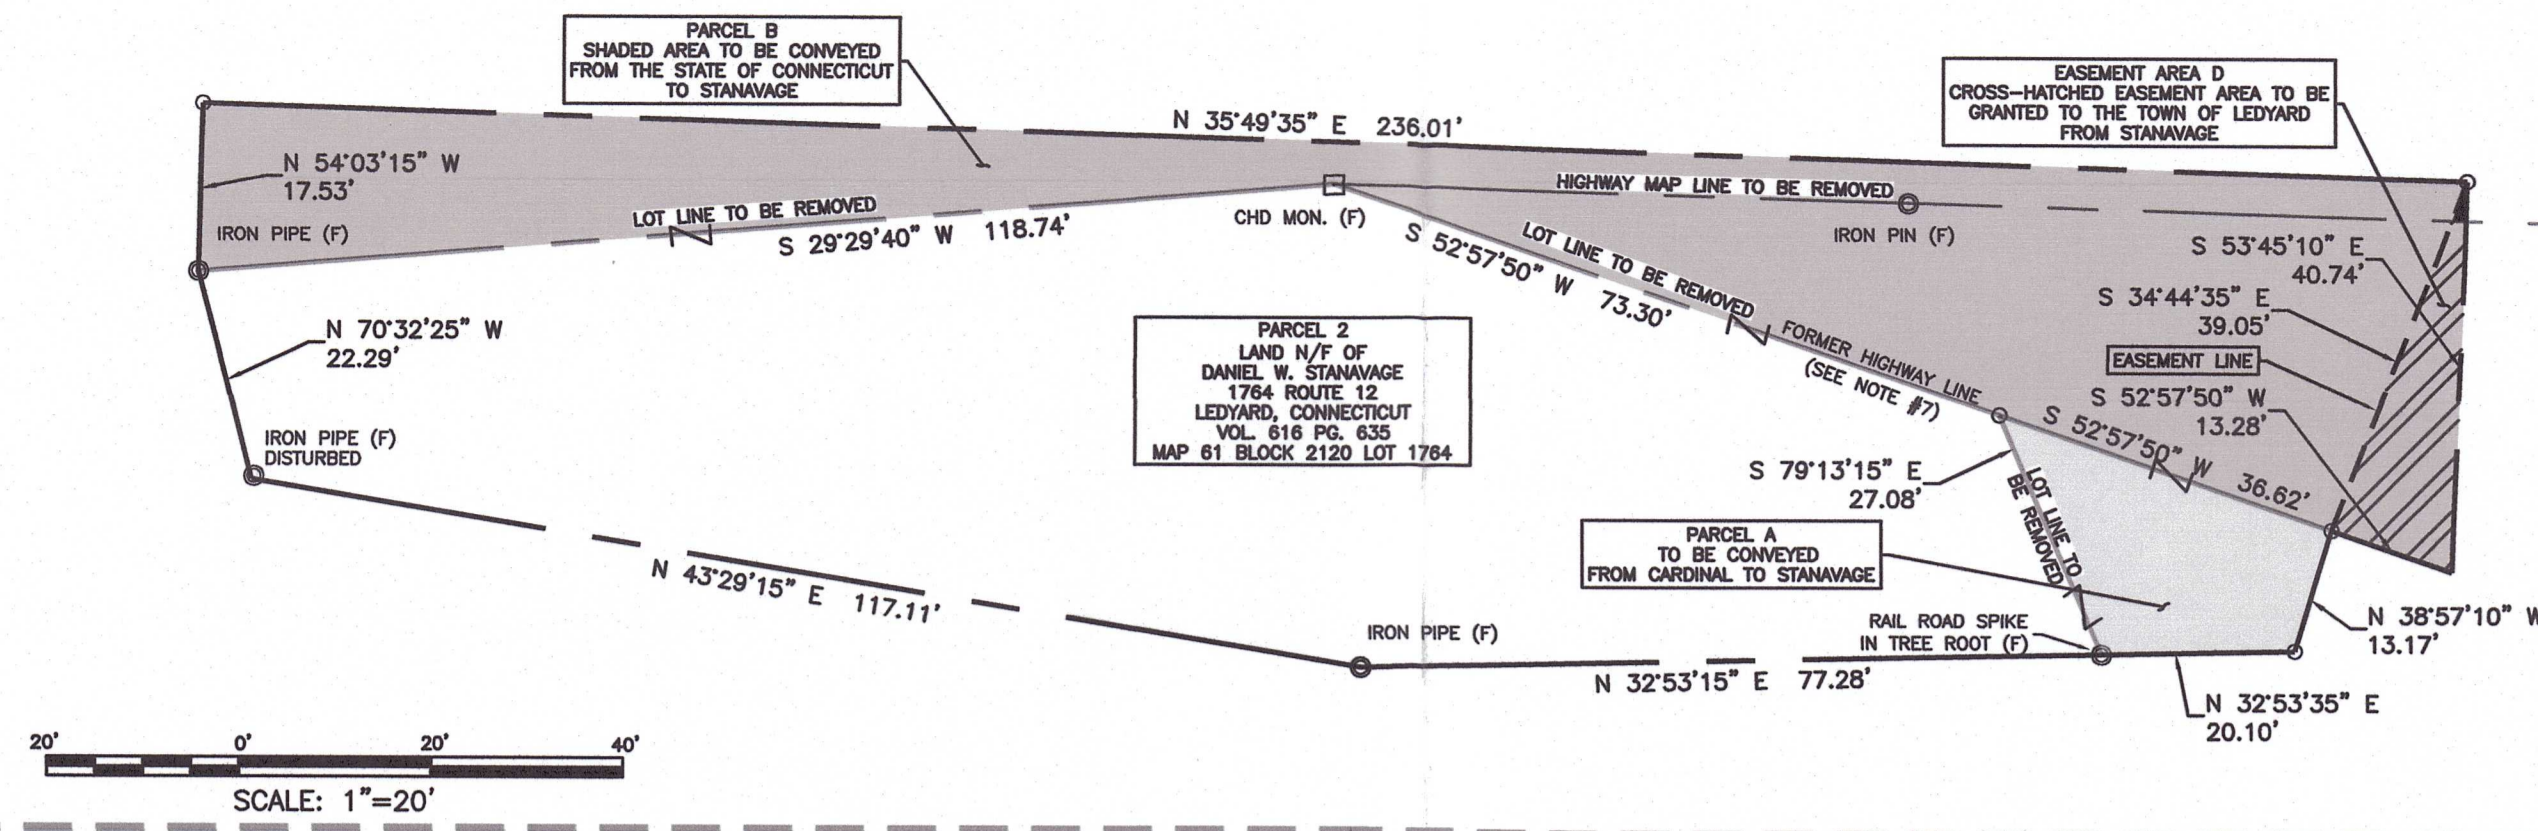 PARCEL B
SHADED AREA TO BE CONVEYED
FROM THE STATE OF CONNECTICUT
TO STANAVAGE
EASEMENT AREA D
CROSS-HATCHED EASEMENT AREA TO BE
GRANTED TO THE TOWN OF LEDYARD
FROM STANAVAGE
N 35°49'35" E 236.01'
N 54°03'15" W
17.53'
IRON PIPE (F)
LOT LINE TO BE REMOVED
S 29°29'40" W 118.74'
CHD MON. (F)
HIGHWAY MAP LINE TO BE REMOVED
IRON PIN (F)
LOT LINE TO BE REMOVED
S 52°57'50" W 73.30'
FORMER HIGHWAY LINE
(SEE NOTE #7)
S 53°45'10" E
40.74'
S 34°44'35" E
39.05'
EASEMENT LINE
S 52°57'50" W
13.28'
S 52°57'50" W 36.62'
N 70°32'25" W
22.29'
IRON PIPE (F)
DISTURBED
PARCEL 2
LAND N/F OF
DANIEL W. STANAVAGE
1764 ROUTE 12
LEDYARD, CONNECTICUT
VOL. 616 PG. 635
MAP 61 BLOCK 2120 LOT 1764
S 79°13'15" E
27.08'
LOT LINE TO
BE REMOVED
PARCEL A
TO BE CONVEYED
FROM CARDINAL TO STANAVAGE
N 43°29'15" E 117.11'
IRON PIPE (F)
RAIL ROAD SPIKE
IN TREE ROOT (F)
N 38°57'10" W
13.17'
N 32°53'15" E 77.28'
N 32°53'35" E
20.10'
20' 0' 20' 40'
SCALE: 1"=20'